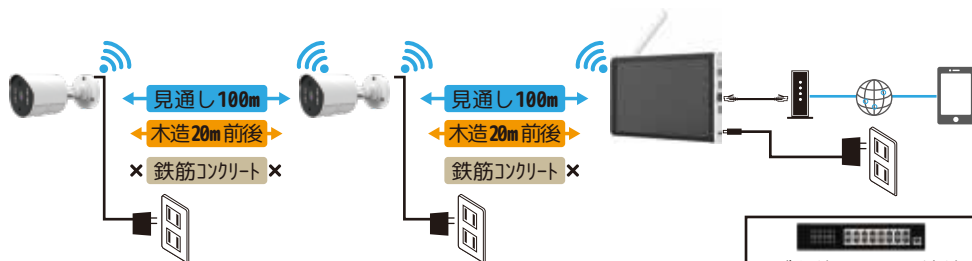 見通し100m
木造20m前後
× 鉄筋コンクリート ×
見通し100m
木造20m前後
鉄筋コンクリート ×